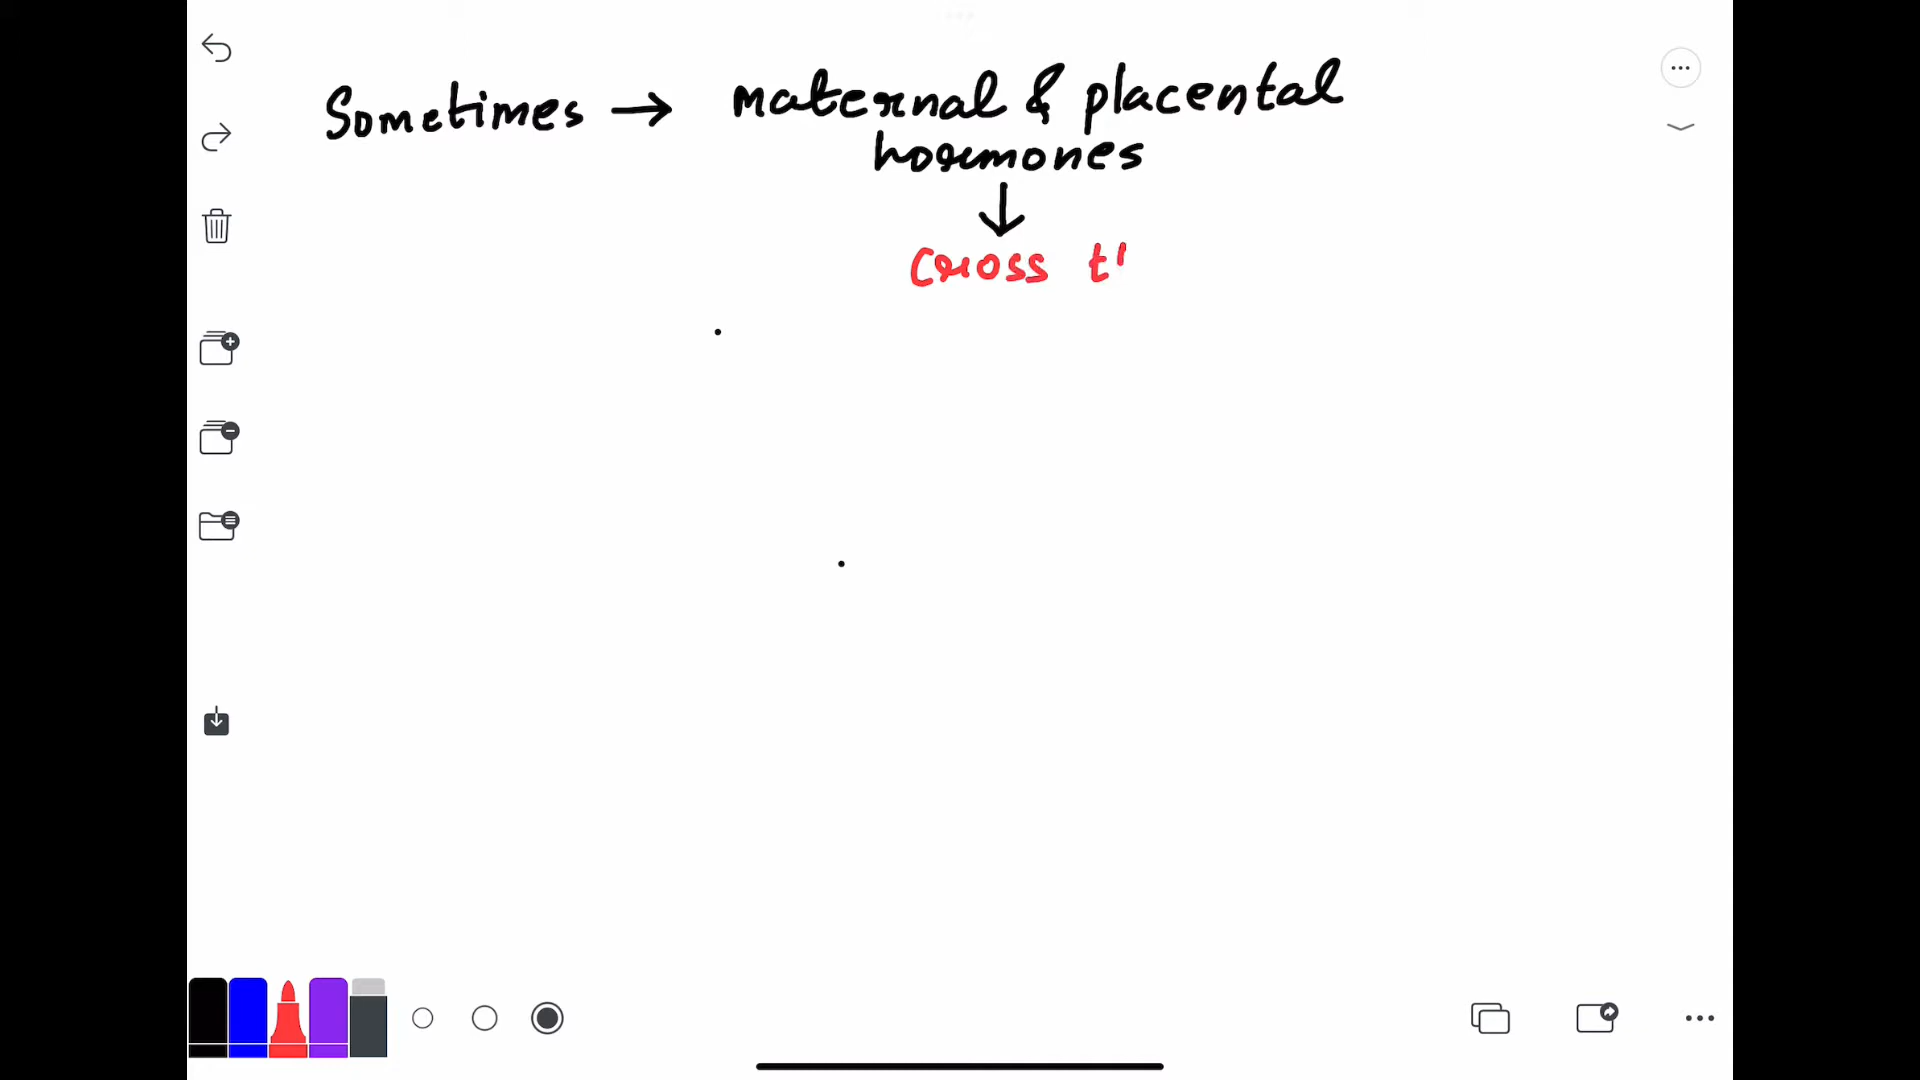 Sometimes → maternal & placental
hormones
↓
cross t